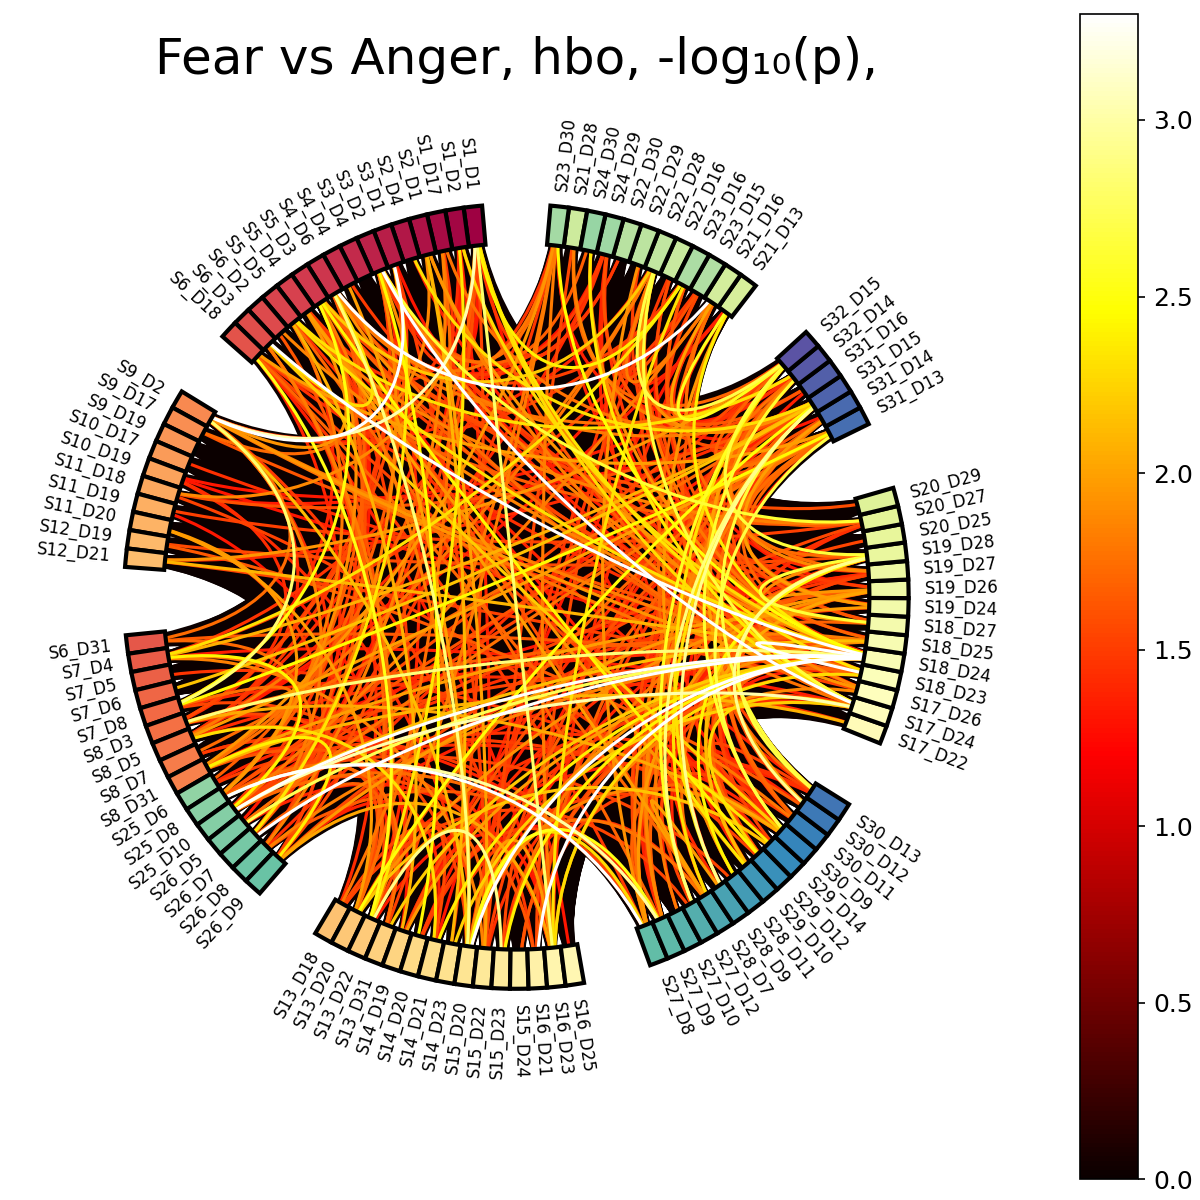 Fear vs Anger, hbo, -log₁₀(p),
S1_D1
S1_D2
S1_D17
S2_D1
S2_D4
S3_D1
S3_D2
S3_D4
S4_D4
S4_D6
S5_D3
S5_D4
S5_D5
S6_D2
S6_D3
S6_D18
S9_D2
S9_D17
S9_D19
S10_D17
S10_D19
S11_D18
S11_D19
S11_D20
S12_D19
S12_D21
S6_D31
S7_D4
S7_D5
S7_D6
S7_D8
S8_D3
S8_D5
S8_D7
S8_D31
S25_D6
S25_D8
S25_D10
S26_D5
S26_D7
S26_D8
S26_D9
S13_D18
S13_D20
S13_D22
S13_D31
S14_D19
S14_D20
S14_D21
S14_D23
S15_D20
S15_D22
S15_D23
S15_D24
S16_D21
S16_D23
S16_D25
S27_D8
S27_D9
S27_D10
S27_D12
S28_D7
S28_D9
S28_D11
S29_D10
S29_D12
S29_D14
S30_D9
S30_D11
S30_D12
S30_D13
S17_D22
S17_D24
S17_D26
S18_D23
S18_D24
S18_D25
S18_D27
S19_D24
S19_D26
S19_D27
S19_D28
S20_D25
S20_D27
S20_D29
S31_D13
S31_D14
S31_D15
S31_D16
S32_D14
S32_D15
S21_D13
S21_D16
S23_D15
S23_D16
S22_D16
S22_D28
S22_D29
S22_D30
S24_D29
S24_D30
S21_D28
S23_D30
3.0
2.5
2.0
1.5
1.0
0.5
0.0